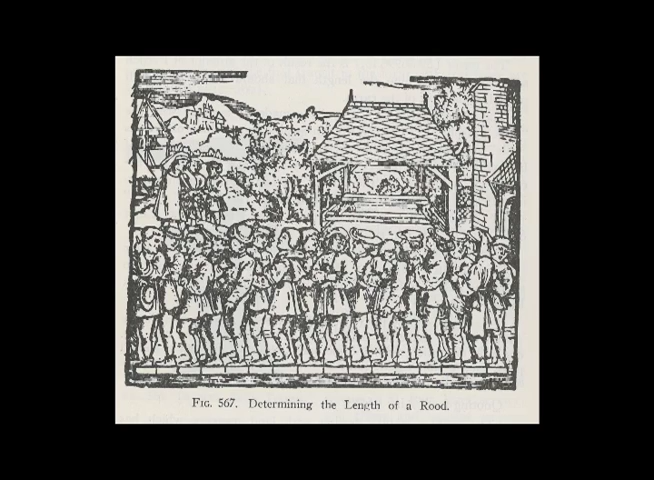 Fig. 567. Determining the Length of a Rood.